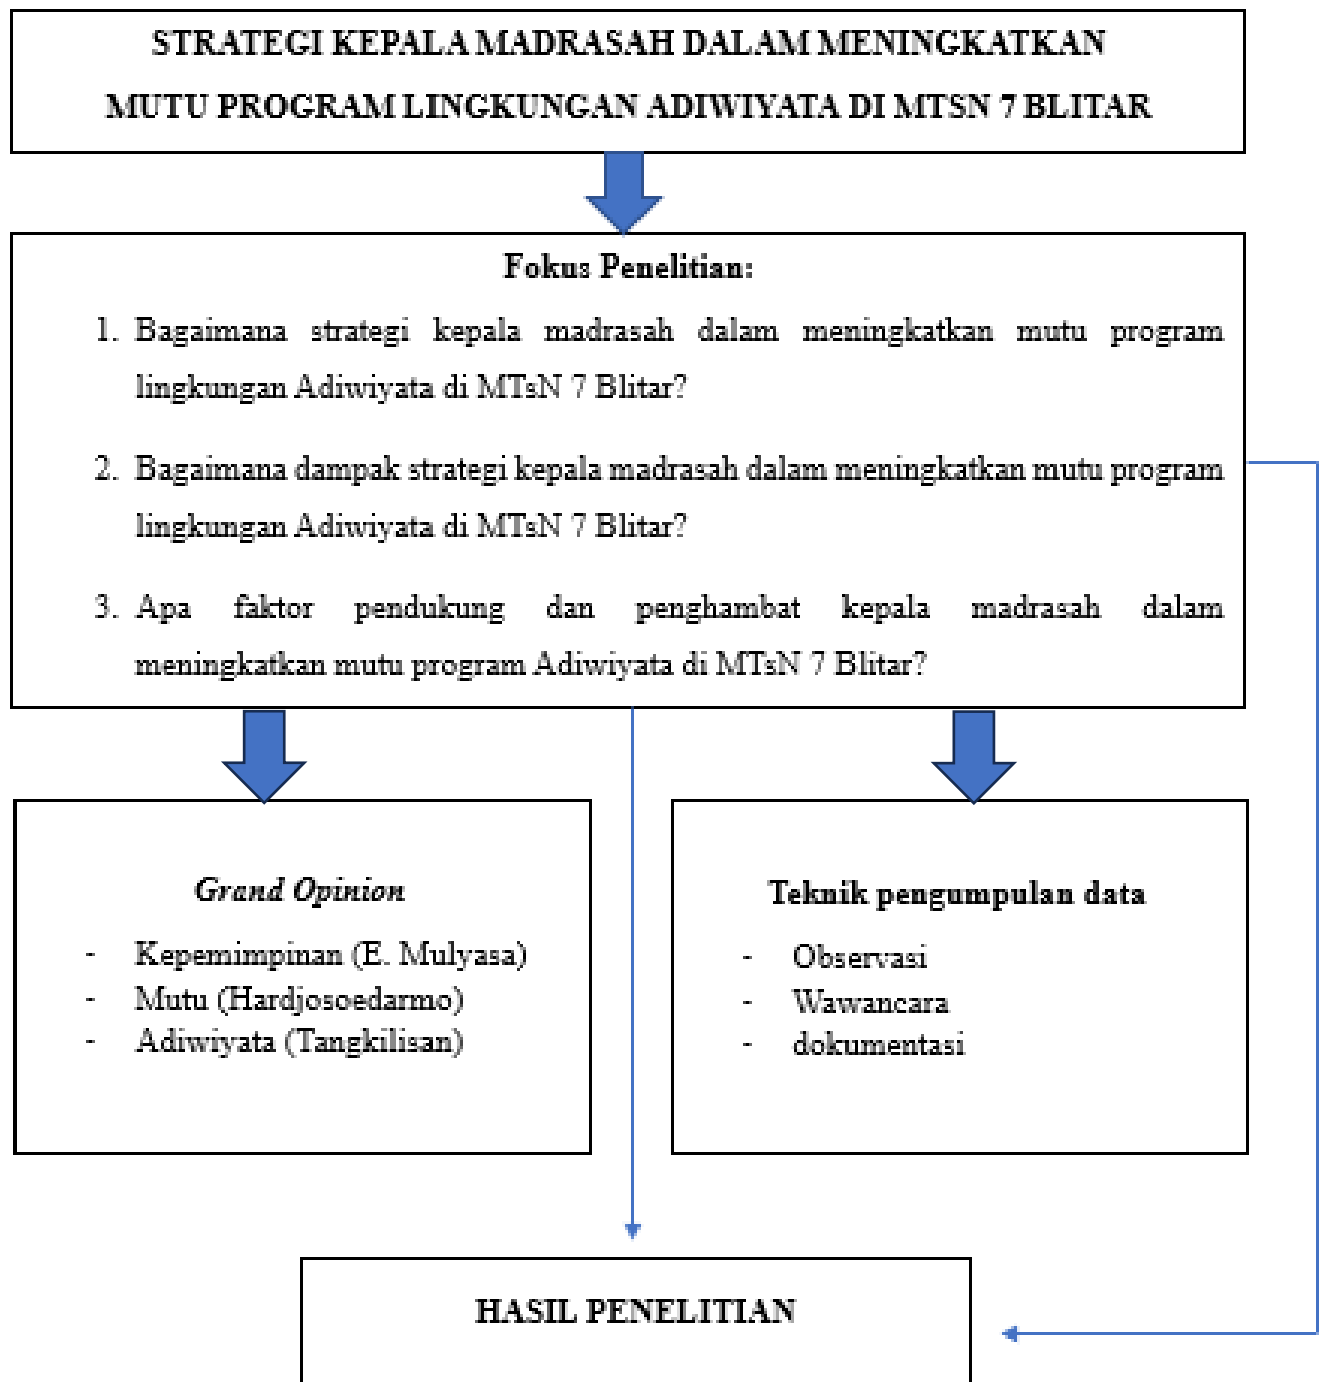 STRATEGI KEPALA MADRASAH DALAM MENINGKATKAN
MUTU PROGRAM LINGKUNGAN ADIWIYATA DI MTSN 7 BLITAR
Fokus Penelitian:
1. Bagaimana strategi kepala madrasah dalam meningkatkan mutu program
lingkungan Adiwiyata di MTsN 7 Blitar?
2. Bagaimana dampak strategi kepala madrasah dalam meningkatkan mutu program
lingkungan Adiwiyata di MTsN 7 Blitar?
3. Apa faktor pendukung dan penghambat kepala madrasah dalam
meningkatkan mutu program Adiwiyata di MTsN 7 Blitar?
Grand Opinion
- Kepemimpinan (E. Mulyasa)
- Mutu (Hardjosoedarmo)
- Adiwiyata (Tangkilisan)
Teknik pengumpulan data
- Observasi
- Wawancara
- dokumentasi
HASIL PENELITIAN